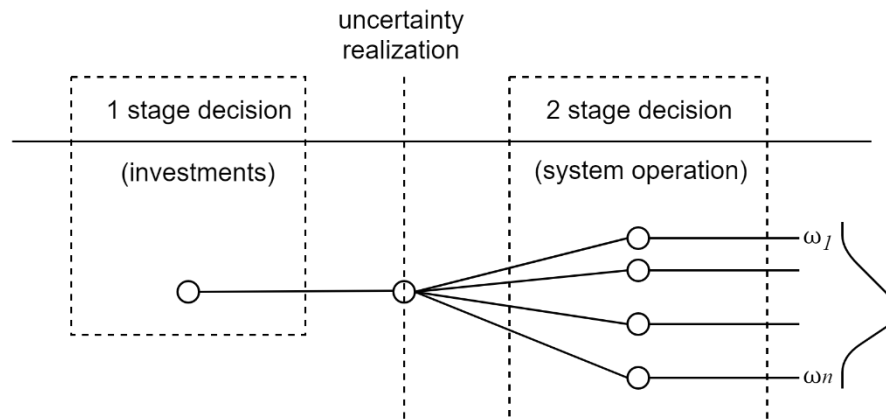 uncertainty
realization
1 stage decision
2 stage decision
(investments)
(system operation)
ω1
ωn